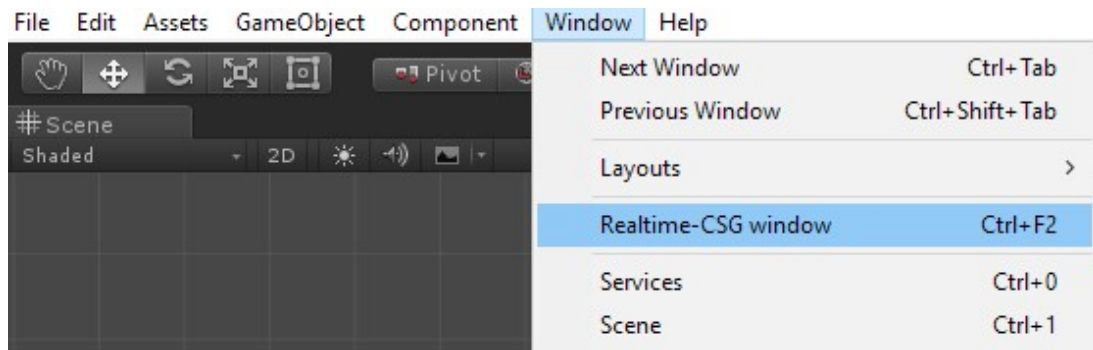 File Edit Assets GameObject Component Window Help
Pivot
Next Window Ctrl+Tab
Previous Window Ctrl+Shift+Tab
# Scene
Shaded 2D
Layouts >
Realtime-CSG window Ctrl+F2
Services Ctrl+0
Scene Ctrl+1